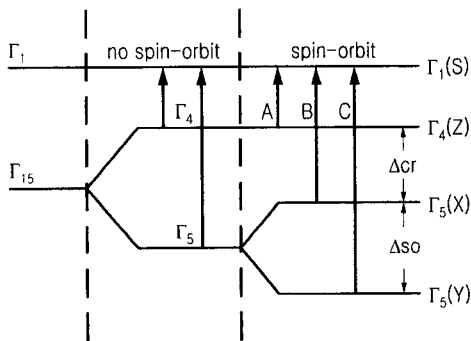 Γ₁ no spin-orbit spin-orbit Γ₁(S)
Γ₄ A B C Γ₄(Z)
Δcr
Γ₁₅ Γ₅(X)
Γ₅ Δso
Γ₅(Y)